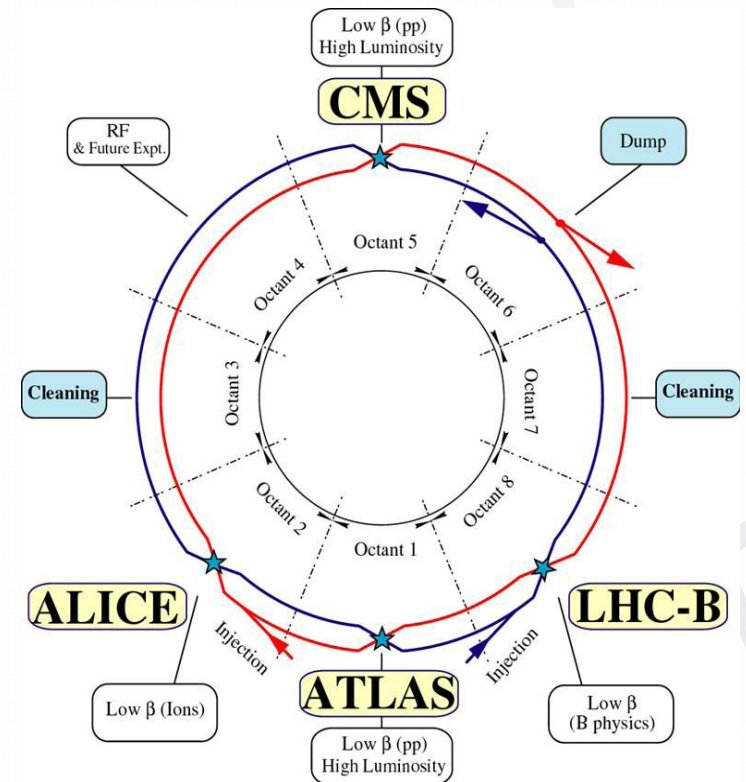 Low β (pp)
High Luminosity
CMS
RF
& Future Expt.
Dump
Octant 5
Octant 4
Octant 6
Cleaning
Octant 3
Octant 7
Cleaning
Octant 2
Octant 8
Octant 1
ALICE
LHC-B
Injection
Injection
ATLAS
Low β (Ions)
Low β
(B physics)
Low β (pp)
High Luminosity